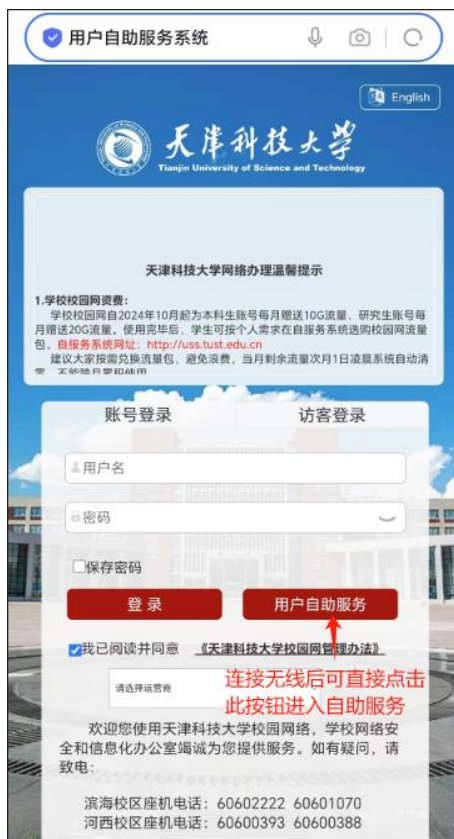 用户自助服务系统
English
天津科技大学
Tianjin University of Science and Technology
天津科技大学网络办理温馨提示
1.学校校园网资费：
学校校园网自2024年10月起为本科生账号每月赠送10G流量，研究生账号每
月赠送20G流量。使用完毕后，学生可按个人需求在自服务系统选购校园网流量
包，自服务系统网址：http://uss.tust.edu.cn
建议大家按需兑换流量包，避免浪费，当月剩余流量次月1日凌晨系统自动清
零，不能跨月累积使用
账号登录
访客登录
用户名
密码
保存密码
登 录
用户自助服务
我已阅读并同意 《天津科技大学校园网管理办法》
连接无线后可直接点击
此按钮进入自助服务
请选择运营商
欢迎您使用天津科技大学校园网络，学校网络安
全和信息化办公室竭诚为您提供服务。如有疑问，请
致电：
滨海校区座机电话：60602222 60601070
河西校区座机电话：60600393 60600388